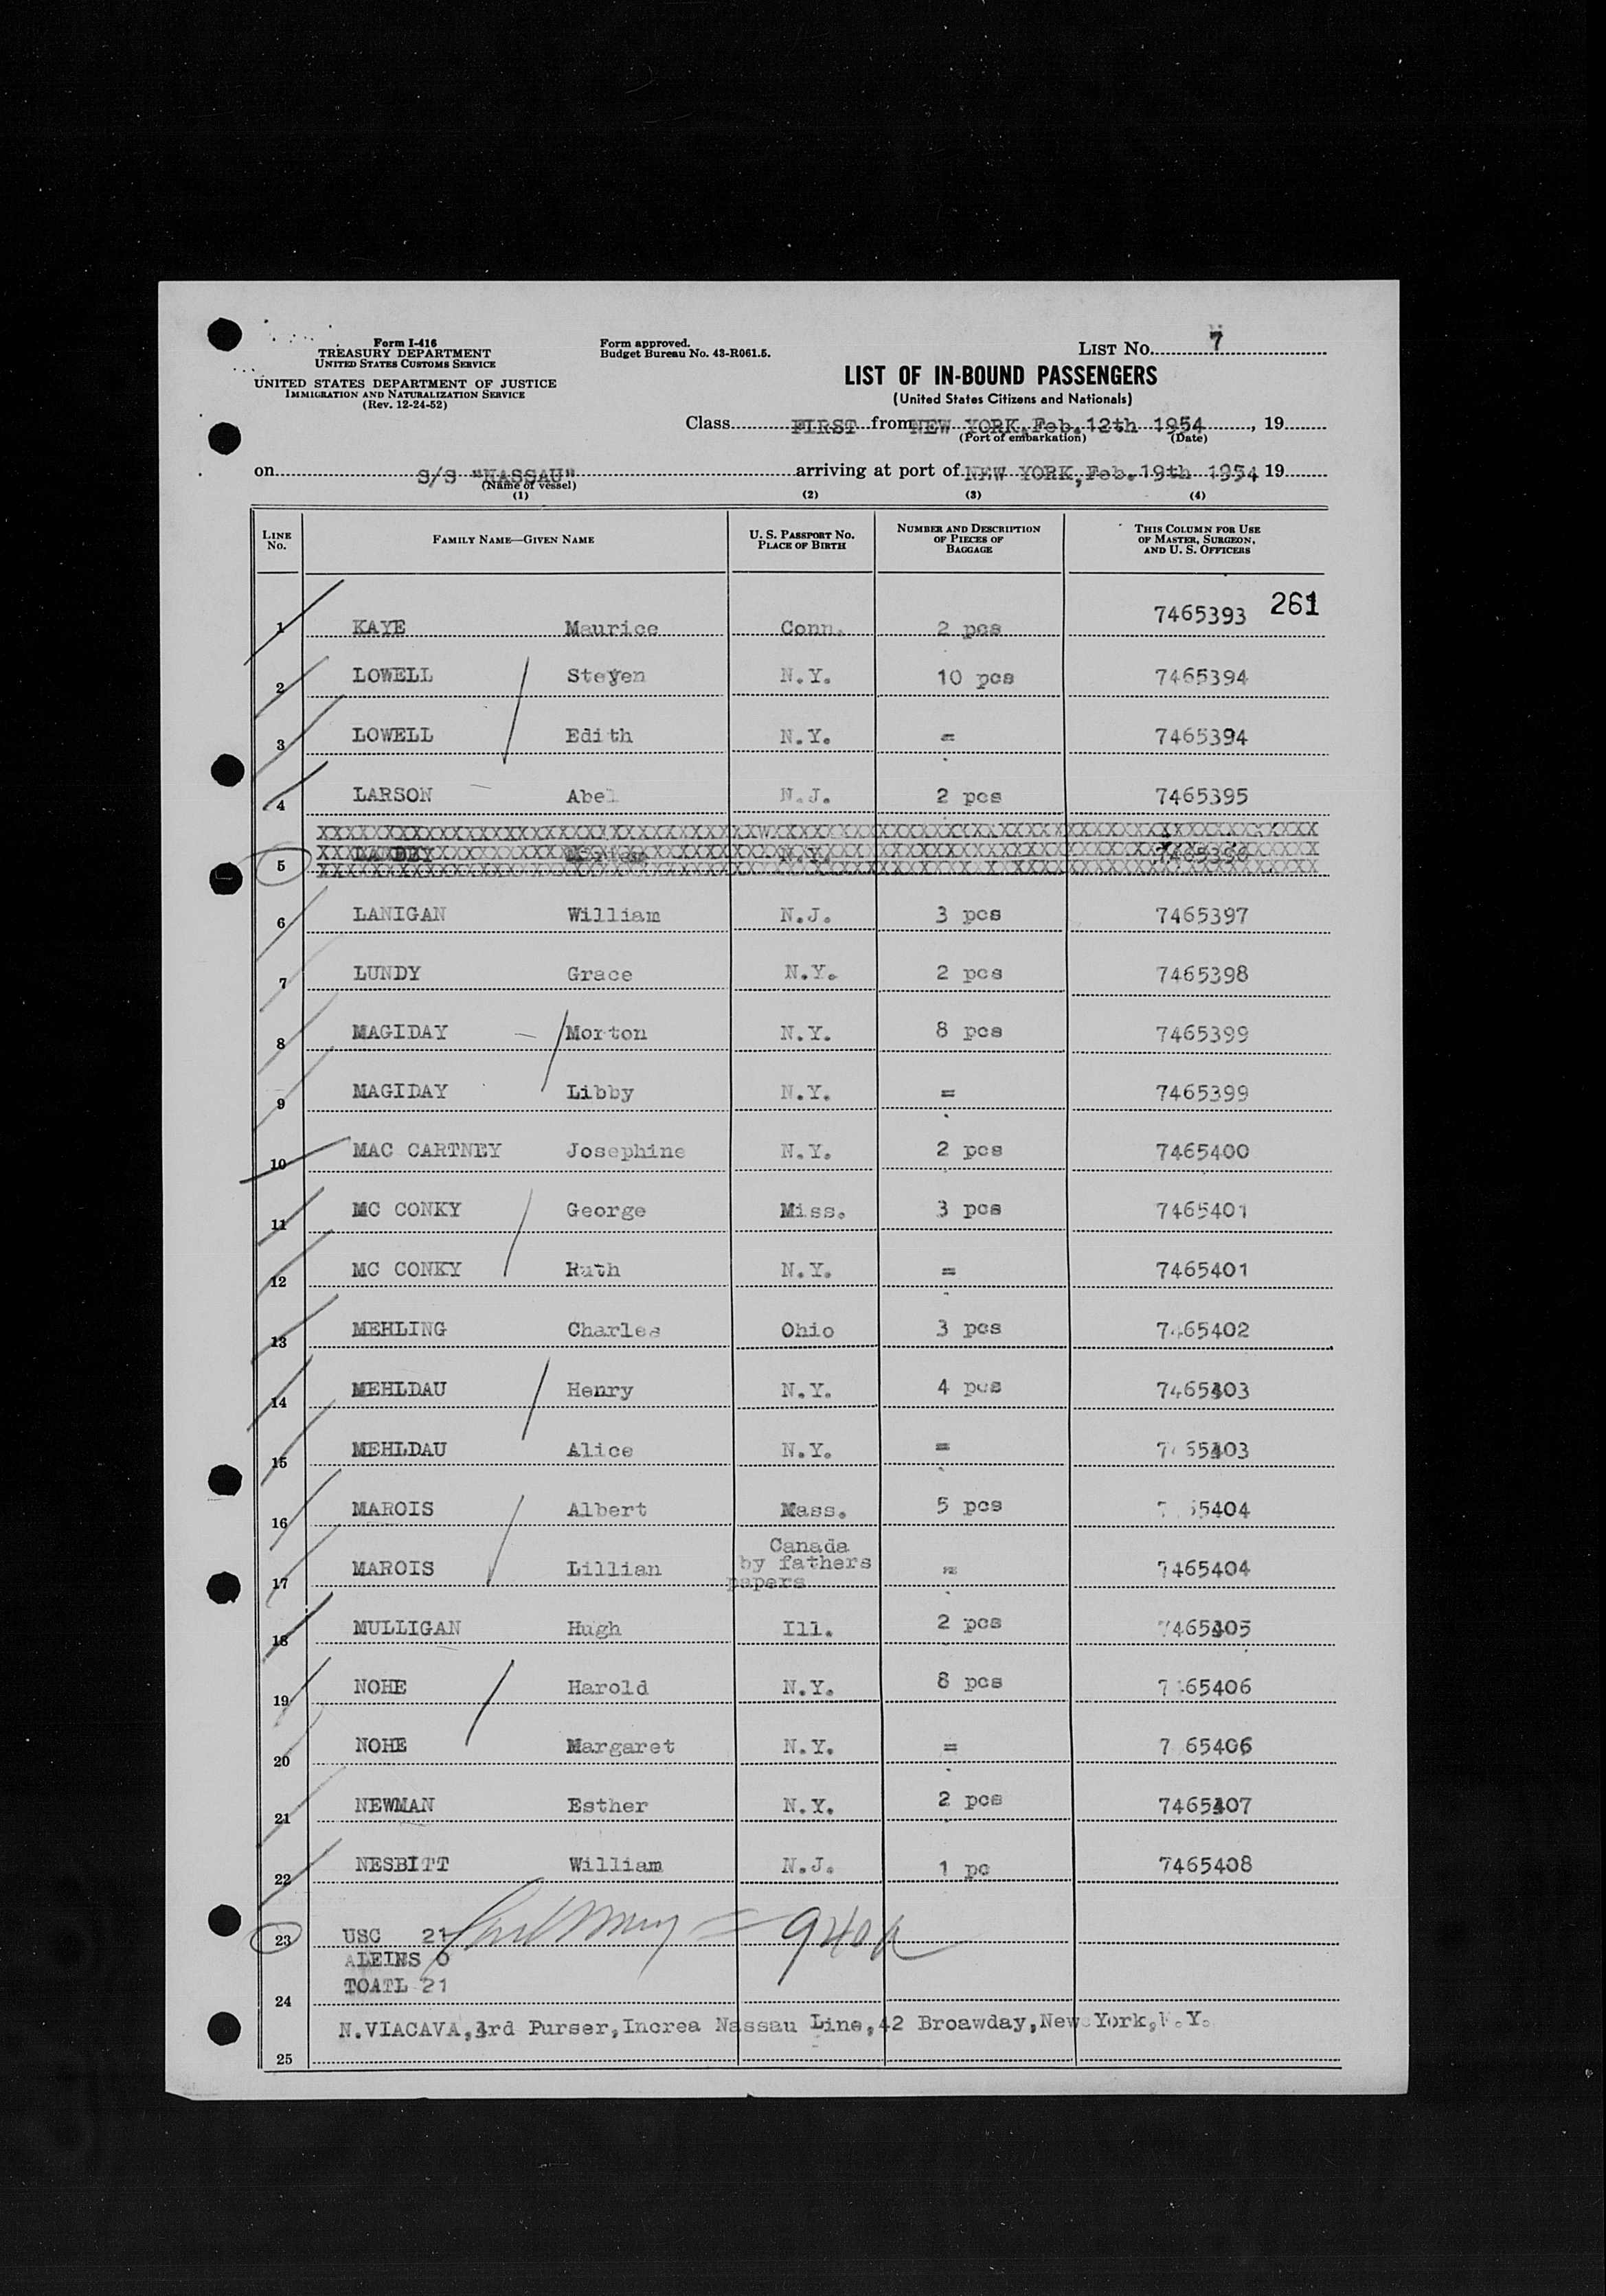 Form I-416
TREASURY DEPARTMENT
UNITED STATES CUSTOMS SERVICE
UNITED STATES DEPARTMENT OF JUSTICE
IMMIGRATION AND NATURALIZATION SERVICE
(Rev. 12-24-52)
Form approved.
Budget Bureau No. 43-R061.5.
LIST No. 7
LIST OF IN-BOUND PASSENGERS
(United States Citizens and Nationals)
Class FIRST from NEW YORK, Feb. 12th 1954, 19
(Port of embarkation) (Date)
on S/S "NASSAU" arriving at port of NEW YORK, Feb. 19th 1954 19
(Name of vessel)
(1) (2) (3) (4)
LINE No. FAMILY NAME—GIVEN NAME U. S. PASSPORT No. PLACE OF BIRTH NUMBER AND DESCRIPTION OF PIECES OF BAGGAGE THIS COLUMN FOR USE OF MASTER, SURGEON, AND U. S. OFFICERS
261
1 KAYE Maurice Conn. 2 pcs 7465393
2 LOWELL Steven N.Y. 10 pcs 7465394
3 LOWELL Edith N.Y. = 7465394
4 LARSON Abel N.J. 2 pcs 7465395
5 N.Y. 7465396
6 LANIGAN William N.J. 3 pcs 7465397
7 LUNDY Grace N.Y. 2 pcs 7465398
8 MAGIDAY Morton N.Y. 8 pcs 7465399
9 MAGIDAY Libby N.Y. = 7465399
10 MAC CARTNEY Josephine N.Y. 2 pcs 7465400
11 MC CONKY George Miss. 3 pcs 7465401
12 MC CONKY Ruth N.Y. = 7465401
13 MEHLING Charles Ohio 3 pcs 7465402
14 MEHLDAU Henry N.Y. 4 pcs 7465403
15 MEHLDAU Alice N.Y. = 7465403
16 MAROIS Albert Mass. 5 pcs 7465404
17 MAROIS Lillian Canada by fathers papers = 7465404
18 MULLIGAN Hugh Ill. 2 pcs 7465405
19 NOHE Harold N.Y. 8 pcs 7465406
20 NOHE Margaret N.Y. = 7465406
21 NEWMAN Esther N.Y. 2 pcs 7465407
22 NESBITT William N.J. 1 pc 7465408
23 USC 21
ALEINS 0
24 TOATL 21
N.VIACAVA,3rd Purser,Increa Nassau Line,42 Broawday,New York,N.Y.
25